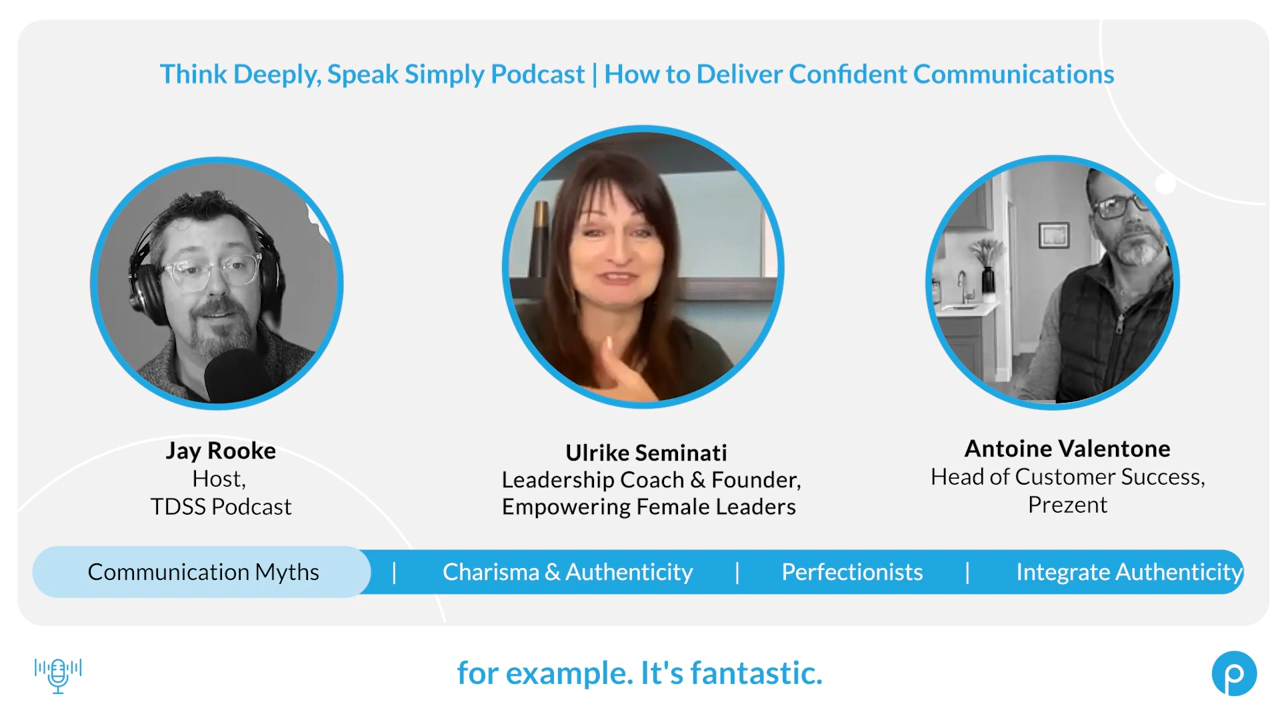 Think Deeply, Speak Simply Podcast | How to Deliver Confident Communications
Jay Rooke
Host,
TDSS Podcast
Ulrike Seminati
Leadership Coach & Founder,
Empowering Female Leaders
Antoine Valentone
Head of Customer Success,
Prezent
Communication Myths | Charisma & Authenticity | Perfectionists | Integrate Authenticity
for example. It's fantastic.